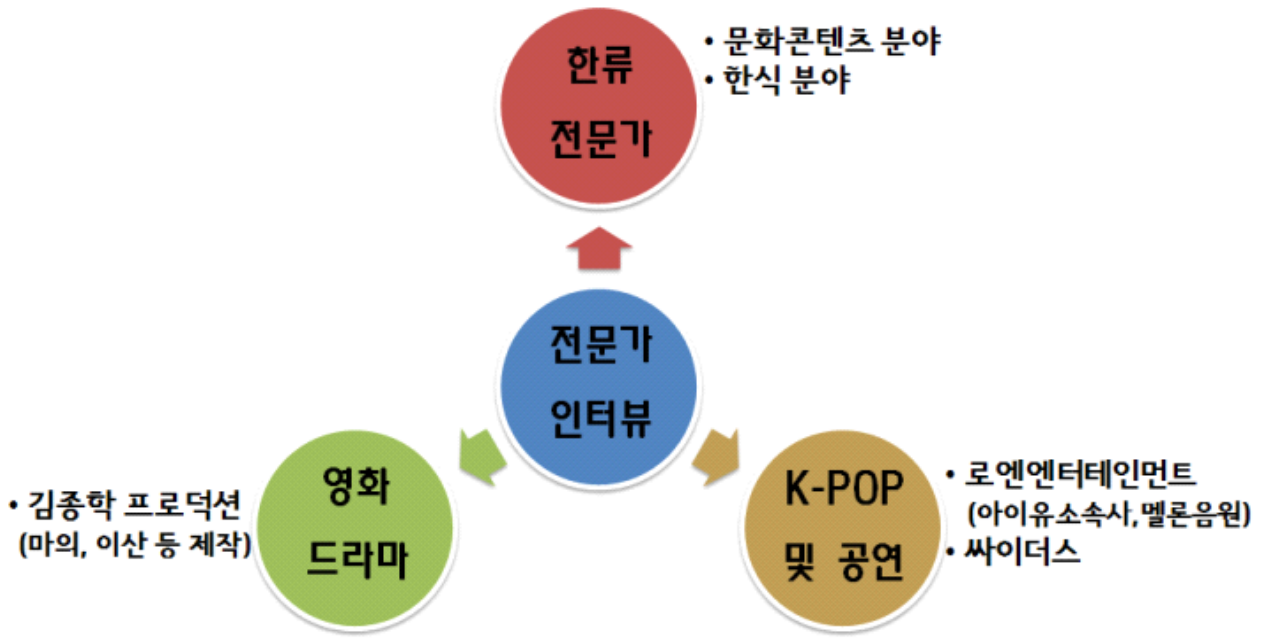 한류
전문가
• 문화콘텐츠 분야
• 한식 분야
전문가
인터뷰
영화
드라마
• 김종학 프로덕션
(마의, 이산 등 제작)
K-POP
및 공연
• 로엔엔터테인먼트
(아이유소속사,멜론음원)
• 싸이더스